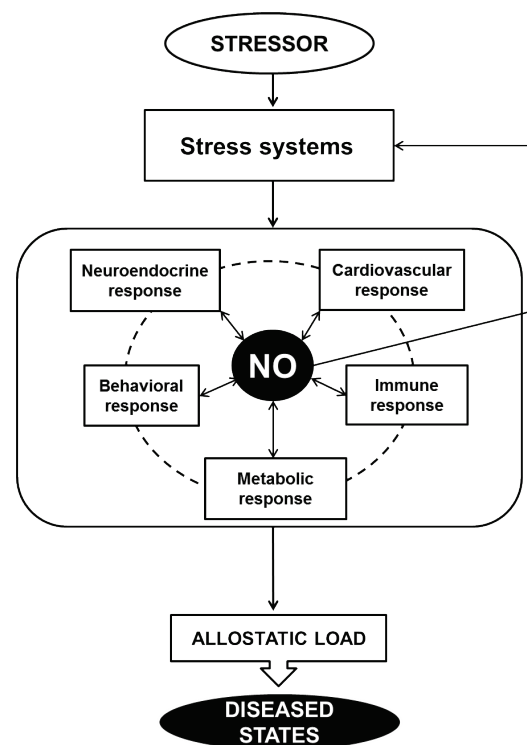 STRESSOR
Stress systems
Neuroendocrine
response
Cardiovascular
response
NO
Behavioral
response
Immune
response
Metabolic
response
ALLOSTATIC LOAD
DISEASED
STATES